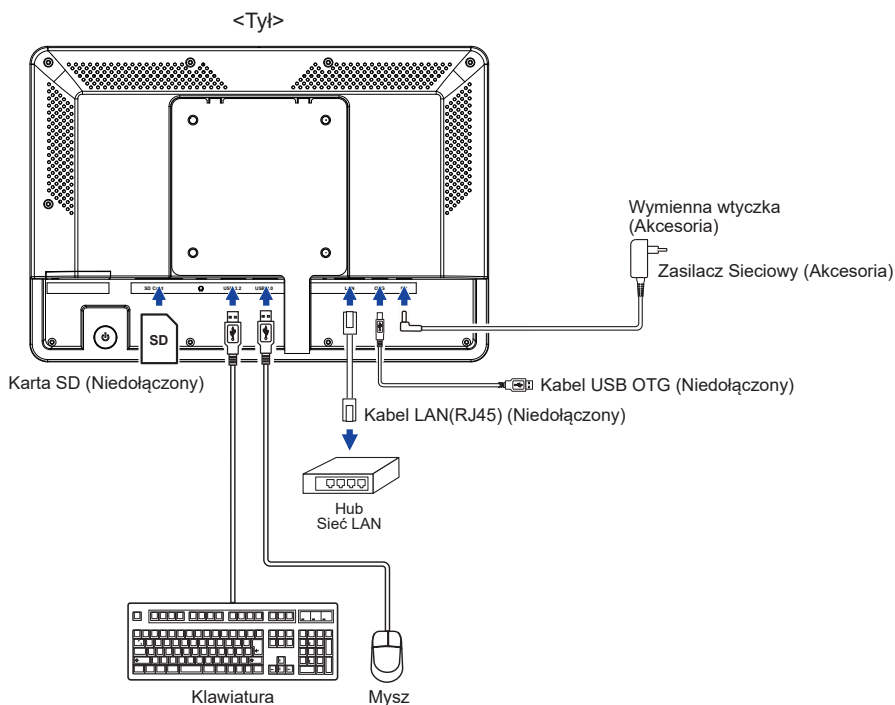 <Tył>
Wymienna wtyczka
(Akcesoria)
Zasilacz Sieciowy (Akcesoria)
LAN
SD
Karta SD (Niedołączony)
Kabel USB OTG (Niedołączony)
Kabel LAN(RJ45) (Niedołączony)
Hub
Sieć LAN
Klawiatura
Mysz